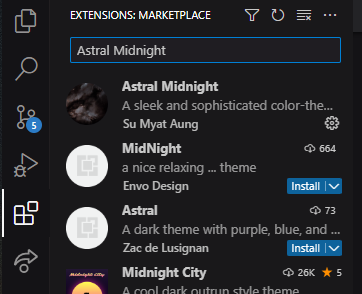 EXTENSIONS: MARKETPLACE
Astral Midnight
Astral Midnight
A sleek and sophisticated color-the...
Su Myat Aung
5
MidNight 664
a nice relaxing ... theme
Envo Design Install
Astral 73
A dark theme with purple, blue, and ...
Zac de Lusignan Install
Midnight City
Midnight City 26K 5
A cool dark outrun style theme